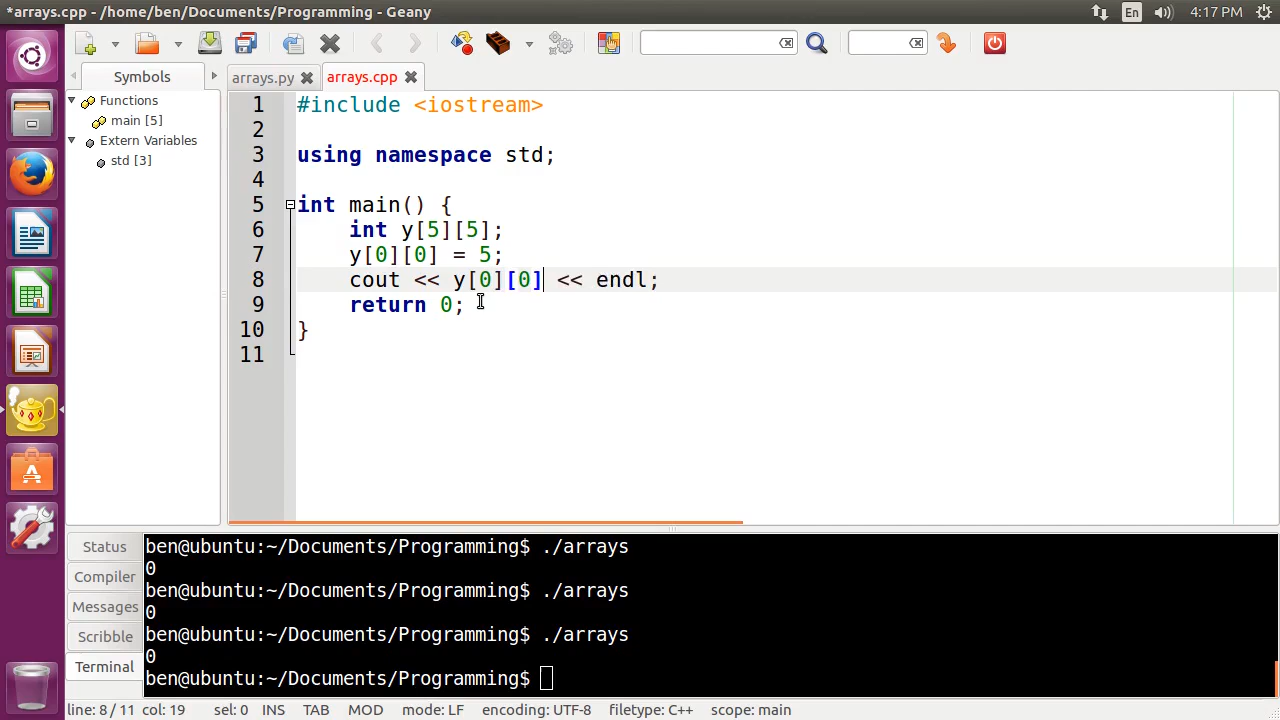 *arrays.cpp - /home/ben/Documents/Programming - Geany
En
4:17 PM
Symbols
arrays.py
arrays.cpp
Functions
main [5]
Extern Variables
std [3]
1 #include <iostream>
2
3 using namespace std;
4
5 int main() {
6 int y[5][5];
7 y[0][0] = 5;
8 cout << y[0][0] << endl;
9 return 0;
10 }
11
Status
Compiler
Messages
Scribble
Terminal
ben@ubuntu:~/Documents/Programming$ ./arrays
0
ben@ubuntu:~/Documents/Programming$ ./arrays
0
ben@ubuntu:~/Documents/Programming$ ./arrays
0
ben@ubuntu:~/Documents/Programming$
line: 8 / 11 col: 19 sel: 0 INS TAB MOD mode: LF encoding: UTF-8 filetype: C++ scope: main